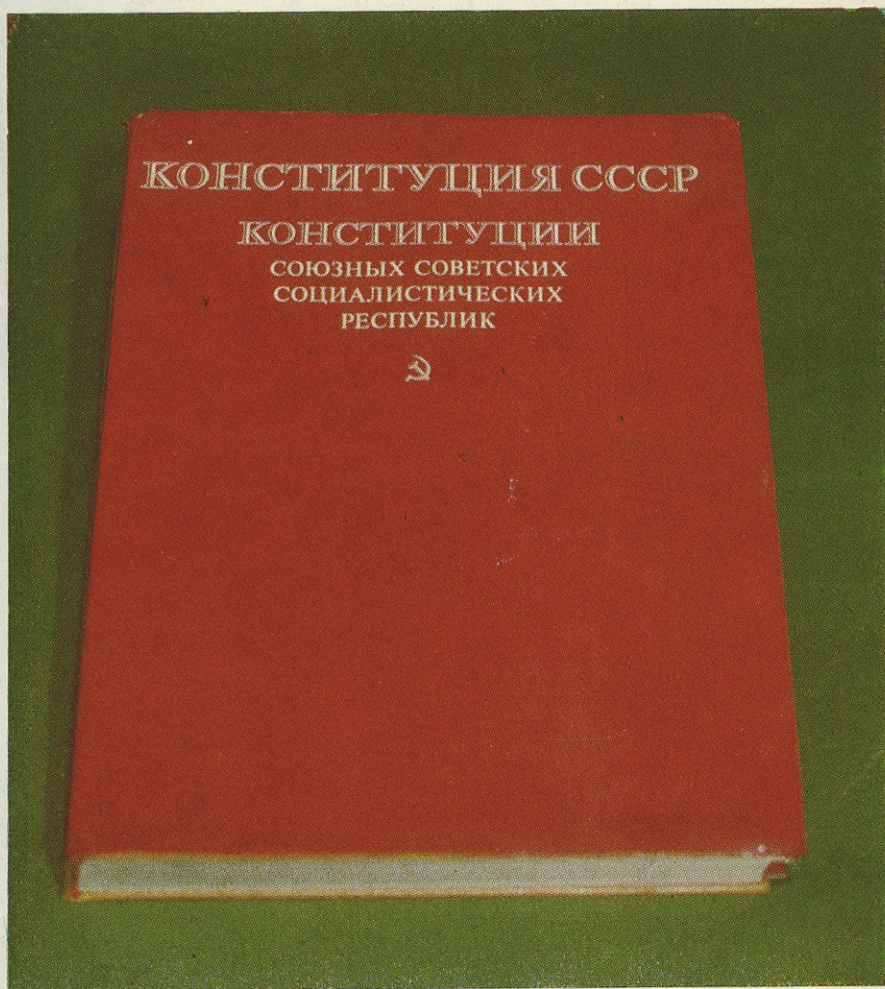 КОНСТИТУЦИЯ СССР
КОНСТИТУЦИИ
СОЮЗНЫХ СОВЕТСКИХ
СОЦИАЛИСТИЧЕСКИХ
РЕСПУБЛИК